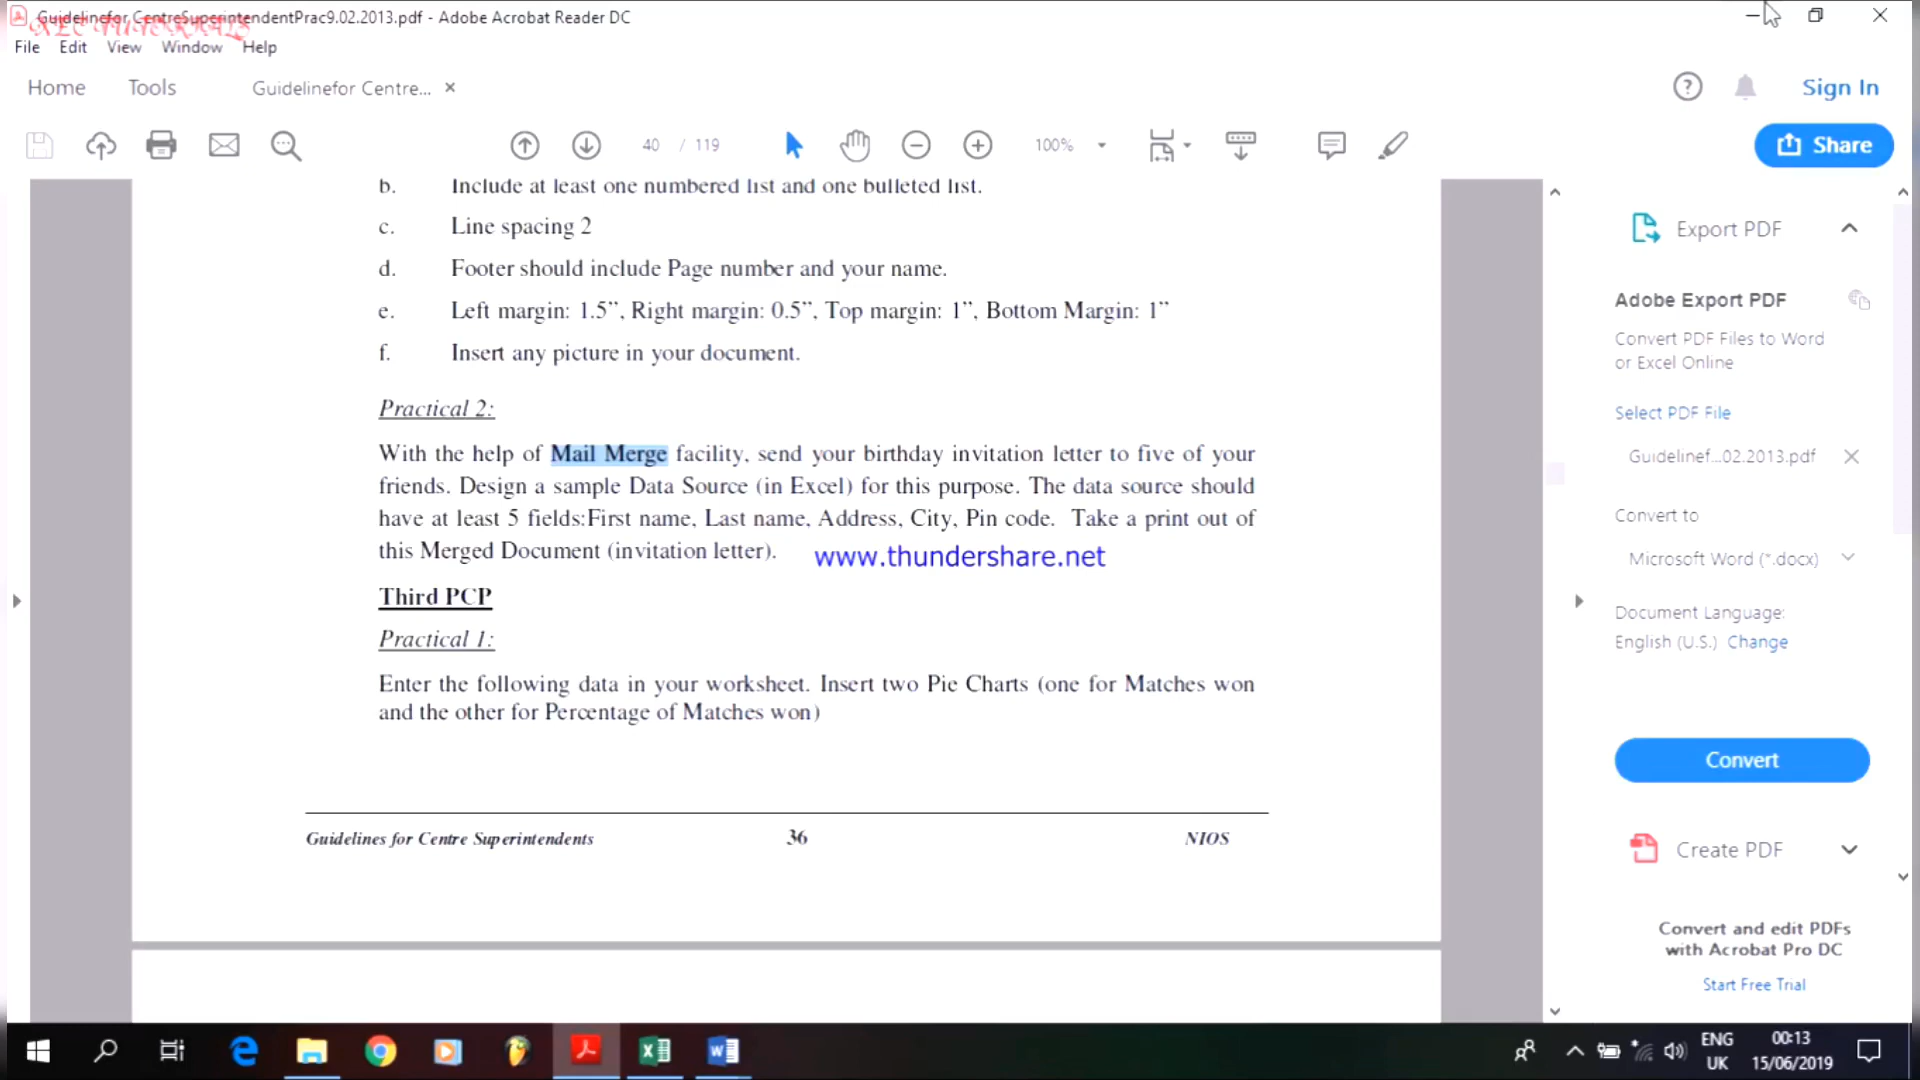 Guidelinefor CentreSuperintendentPrac9.02.2013.pdf - Adobe Acrobat Reader DC
XEC TUTORIALS
File Edit View Window Help
Home Tools Guidelinefor Centre... ×
Sign In
40 / 119 100%
Share
b. Include at least one numbered list and one bulleted list.
c. Line spacing 2
d. Footer should include Page number and your name.
e. Left margin: 1.5”, Right margin: 0.5”, Top margin: 1”, Bottom Margin: 1”
f. Insert any picture in your document.
Practical 2:
With the help of Mail Merge facility, send your birthday invitation letter to five of your
friends. Design a sample Data Source (in Excel) for this purpose. The data source should
have at least 5 fields:First name, Last name, Address, City, Pin code. Take a print out of
this Merged Document (invitation letter).
www.thundershare.net
Third PCP
Practical 1:
Enter the following data in your worksheet. Insert two Pie Charts (one for Matches won
and the other for Percentage of Matches won)
Guidelines for Centre Superintendents 36 NIOS
Export PDF
Adobe Export PDF
Convert PDF Files to Word
or Excel Online
Select PDF File
Guidelinef...02.2013.pdf
Convert to
Microsoft Word (*.docx)
Document Language:
English (U.S.) Change
Convert
Create PDF
Convert and edit PDFs
with Acrobat Pro DC
Start Free Trial
ENG
UK
00:13
15/06/2019